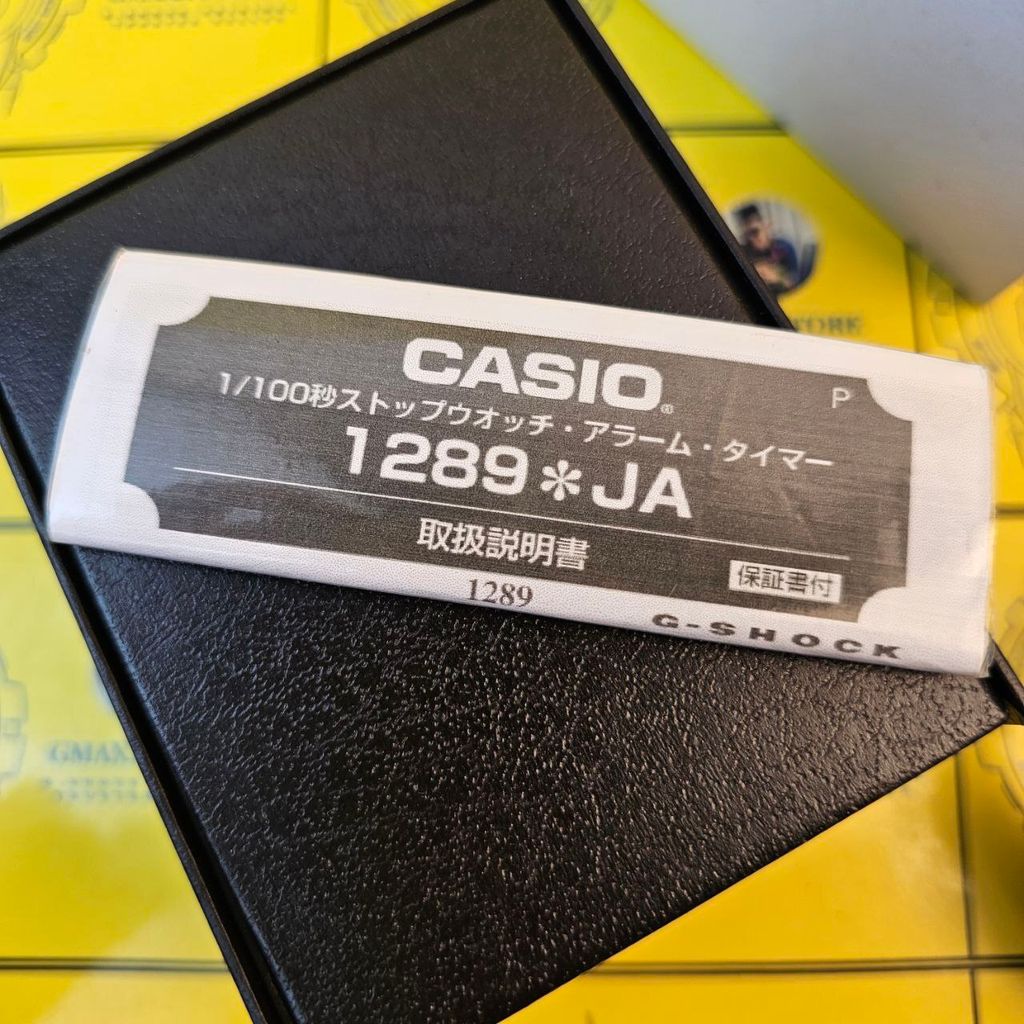 CASIO®
1/100秒ストップウオッチ・アラーム・タイマー
P
1289✻JA
取扱説明書
保証書付
1289
G-SHOCK